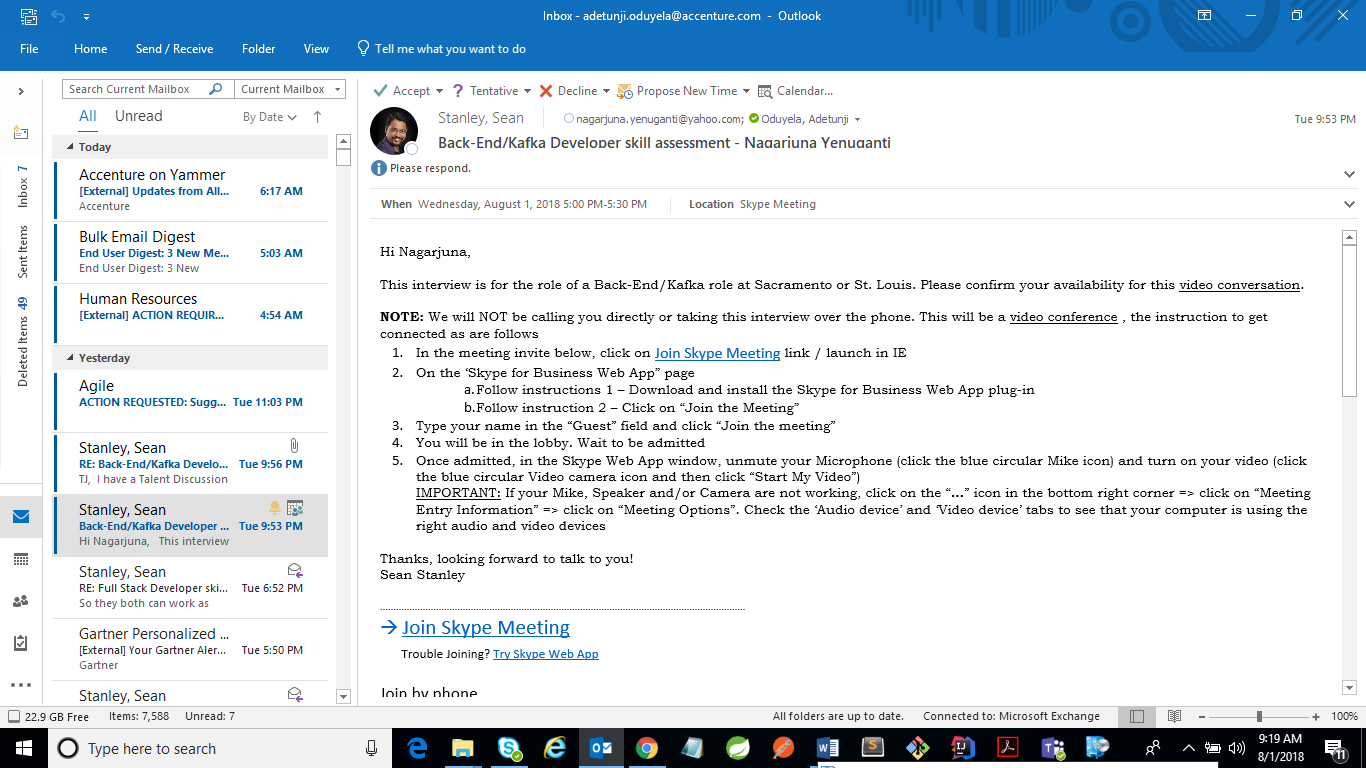 Inbox - adetunji.oduyela@accenture.com - Outlook
File Home Send / Receive Folder View Tell me what you want to do
Search Current Mailbox Current Mailbox
All Unread By Date
Today
Accenture on Yammer
[External] Updates from All... 6:17 AM
Accenture
Bulk Email Digest
End User Digest: 3 New Me... 5:03 AM
End User Digest: 3 New
Human Resources
[External] ACTION REQUIR... 4:54 AM
Yesterday
Agile
ACTION REQUESTED: Sugg... Tue 11:03 PM
Stanley, Sean
RE: Back-End/Kafka Develo... Tue 9:56 PM
TJ, I have a Talent Discussion
Stanley, Sean
Back-End/Kafka Developer ... Tue 9:53 PM
Hi Nagarjuna, This interview
Stanley, Sean
RE: Full Stack Developer ski... Tue 6:52 PM
So they both can work as
Gartner Personalized ...
[External] Your Gartner Aler... Tue 5:50 PM
Gartner
Stanley, Sean
Inbox 7
Sent Items
Deleted Items 49
Accept Tentative Decline Propose New Time Calendar...
Stanley, Sean nagarjuna.yenuganti@yahoo.com; Oduyela, Adetunji Tue 9:53 PM
Back-End/Kafka Developer skill assessment - Nagarjuna Yenuganti
Please respond.
When Wednesday, August 1, 2018 5:00 PM-5:30 PM Location Skype Meeting
Hi Nagarjuna,
This interview is for the role of a Back-End/Kafka role at Sacramento or St. Louis. Please confirm your availability for this video conversation.
NOTE: We will NOT be calling you directly or taking this interview over the phone. This will be a video conference , the instruction to get
connected as are follows
1. In the meeting invite below, click on Join Skype Meeting link / launch in IE
2. On the ‘Skype for Business Web App” page
a. Follow instructions 1 – Download and install the Skype for Business Web App plug-in
b. Follow instruction 2 – Click on “Join the Meeting”
3. Type your name in the “Guest” field and click “Join the meeting”
4. You will be in the lobby. Wait to be admitted
5. Once admitted, in the Skype Web App window, unmute your Microphone (click the blue circular Mike icon) and turn on your video (click
the blue circular Video camera icon and then click “Start My Video”)
IMPORTANT: If your Mike, Speaker and/or Camera are not working, click on the “...” icon in the bottom right corner => click on “Meeting
Entry Information” => click on “Meeting Options”. Check the ‘Audio device’ and ‘Video device’ tabs to see that your computer is using the
right audio and video devices
Thanks, looking forward to talk to you!
Sean Stanley
Join Skype Meeting
Trouble Joining? Try Skype Web App
Join by phone
22.9 GB Free Items: 7,588 Unread: 7 All folders are up to date. Connected to: Microsoft Exchange 100%
Type here to search
9:19 AM
8/1/2018
11